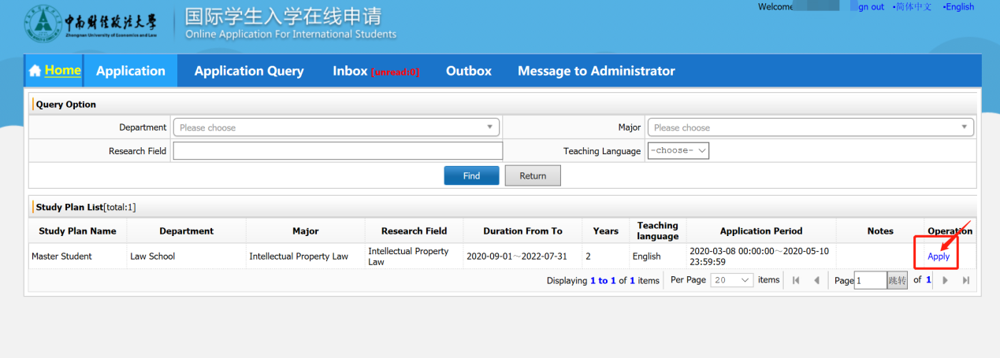 中南财经政法大学
Zhongnan University of Economics and Law
国际学生入学在线申请
Online Application For International Students
Welcome gn out •简体中文 •English
Home Application Application Query Inbox [unread:0] Outbox Message to Administrator
Query Option
Department Please choose Major Please choose
Research Field Teaching Language -choose-
Find Return
Study Plan List[total:1]
Study Plan Name Department Major Research Field Duration From To Years Teaching language Application Period Notes Operation
Master Student Law School Intellectual Property Law Intellectual Property Law 2020-09-01～2022-07-31 2 English 2020-03-08 00:00:00～2020-05-10 23:59:59 Apply
Displaying 1 to 1 of 1 items Per Page 20 items Page 1 跳转 of 1